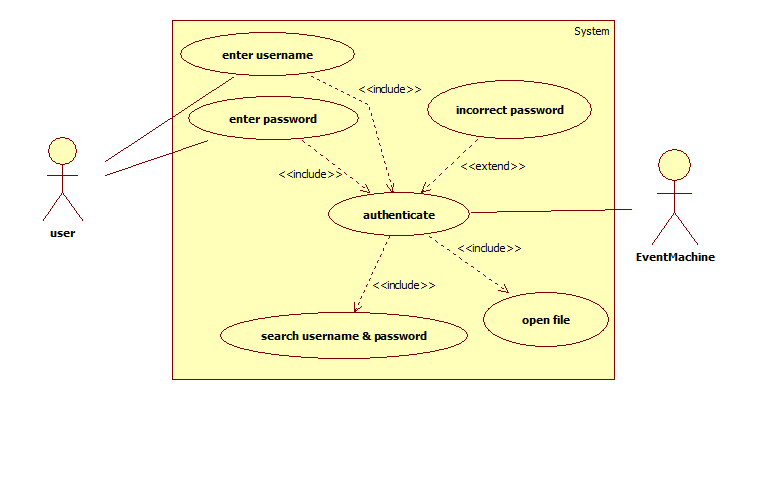 System
enter username
<<include>>
incorrect password
enter password
<<include>>
<<extend>>
authenticate
user
<<include>>
EventMachine
<<include>>
open file
search username & password